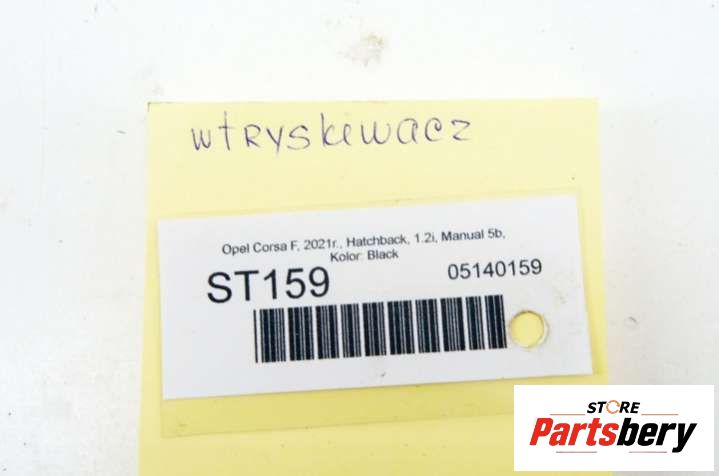 wtRyskiwacz
Opel Corsa F, 2021r., Hatchback, 1.2i, Manual 5b,
Kolor: Black
ST159
05140159
STORE
Partsbery